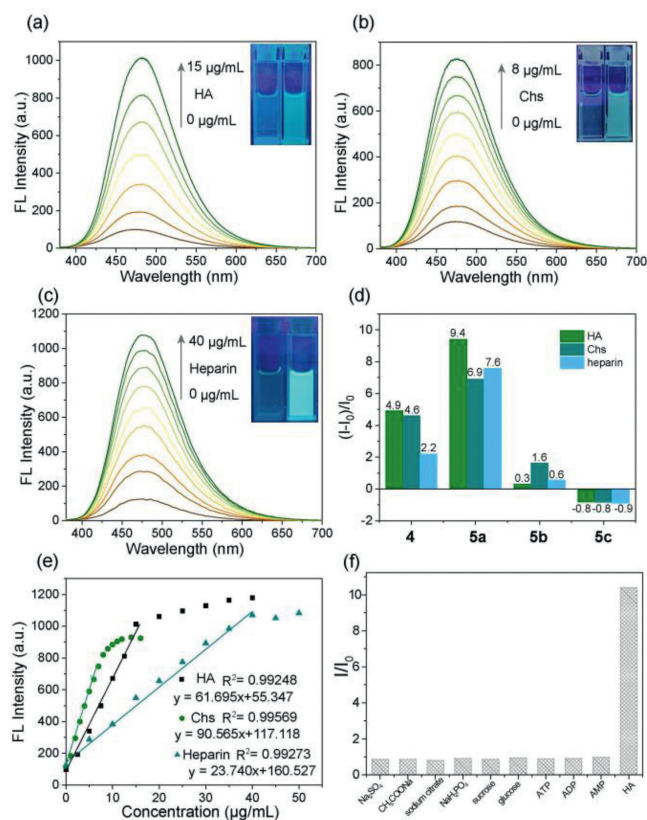 (a)
1000
800
600
400
200
0
FL Intensity (a.u.)
15 µg/mL
HA
0 µg/mL
400 450 500 550 600 650 700
Wavelength (nm)
(b)
1000
800
600
400
200
0
FL Intensity (a.u.)
8 µg/mL
Chs
0 µg/mL
400 450 500 550 600 650 700
Wavelength (nm)
(c)
1200
1000
800
600
400
200
0
FL Intensity (a.u.)
40 µg/mL
Heparin
0 µg/mL
400 450 500 550 600 650 700
Wavelength (nm)
(d)
10
8
6
4
2
0
-2
(I-I₀)/I₀
HA
Chs
heparin
4.9 4.6 2.2
9.4 6.9 7.6
0.3 1.6 0.6
-0.8 -0.8 -0.9
4 5a 5b 5c
(e)
1400
1200
1000
800
600
400
200
0
FL Intensity (a.u.)
HA R²= 0.99248
y = 61.695x+55.347
Chs R²= 0.99569
y = 90.565x+117.118
Heparin R²= 0.99273
y = 23.740x+160.527
0 10 20 30 40 50
Concentration (µg/mL)
(f)
12
10
8
6
4
2
0
I/I₀
Na₂SO₄
CH₃COONa
sodium citrate
NaH₂PO₄
sucrose
glucose
ATP
ADP
AMP
HA